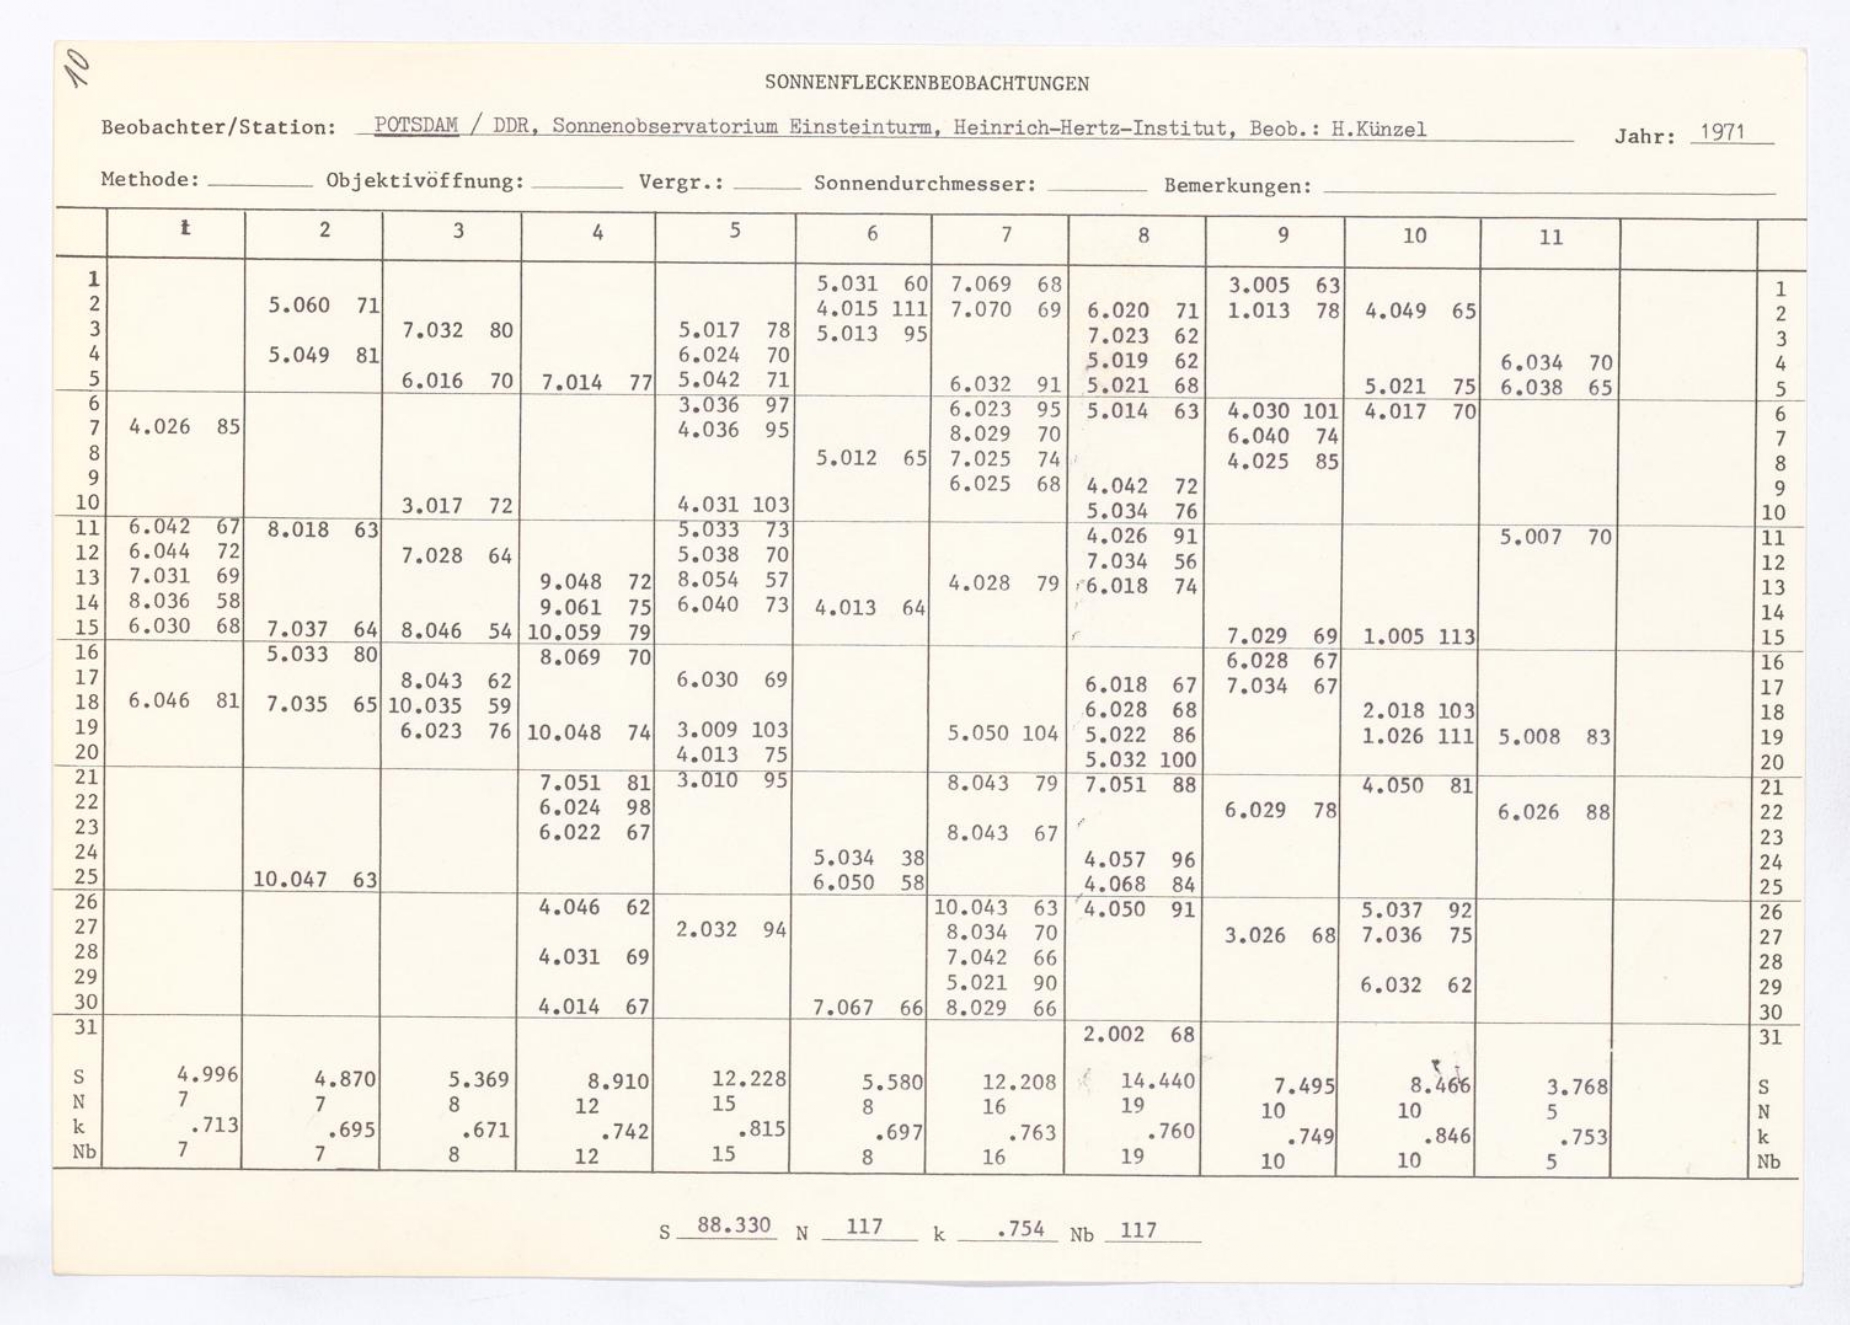 10
SONNENFLECKENBEOBACHTUNGEN
Beobachter/Station: POTSDAM / DDR, Sonnenobservatorium Einsteinturm, Heinrich-Hertz-Institut, Beob.: H.Künzel Jahr: 1971
Methode: Objektivöffnung: Vergr.: Sonnendurchmesser: Bemerkungen:
1 2 3 4 5 6 7 8 9 10 11
1 5.031 60 7.069 68 3.005 63 1
2 5.060 71 4.015 111 7.070 69 6.020 71 1.013 78 4.049 65 2
3 7.032 80 5.017 78 5.013 95 7.023 62 3
4 5.049 81 6.024 70 5.019 62 6.034 70 4
5 6.016 70 7.014 77 5.042 71 6.032 91 5.021 68 5.021 75 6.038 65 5
6 3.036 97 6.023 95 5.014 63 4.030 101 4.017 70 6
7 4.026 85 4.036 95 8.029 70 6.040 74 7
8 5.012 65 7.025 74 4.025 85 8
9 6.025 68 4.042 72 9
10 3.017 72 4.031 103 5.034 76 10
11 6.042 67 8.018 63 5.033 73 4.026 91 5.007 70 11
12 6.044 72 7.028 64 5.038 70 7.034 56 12
13 7.031 69 9.048 72 8.054 57 4.028 79 6.018 74 13
14 8.036 58 9.061 75 6.040 73 4.013 64 14
15 6.030 68 7.037 64 8.046 54 10.059 79 7.029 69 1.005 113 15
16 5.033 80 8.069 70 6.028 67 16
17 8.043 62 6.030 69 6.018 67 7.034 67 17
18 6.046 81 7.035 65 10.035 59 6.028 68 2.018 103 18
19 6.023 76 10.048 74 3.009 103 5.050 104 5.022 86 1.026 111 5.008 83 19
20 4.013 75 5.032 100 20
21 7.051 81 3.010 95 8.043 79 7.051 88 4.050 81 21
22 6.024 98 6.029 78 6.026 88 22
23 6.022 67 8.043 67 23
24 5.034 38 4.057 96 24
25 10.047 63 6.050 58 4.068 84 25
26 4.046 62 10.043 63 4.050 91 5.037 92 26
27 2.032 94 8.034 70 3.026 68 7.036 75 27
28 4.031 69 7.042 66 28
29 5.021 90 6.032 62 29
30 4.014 67 7.067 66 8.029 66 30
31 2.002 68 31
S 4.996 4.870 5.369 8.910 12.228 5.580 12.208 14.440 7.495 8.466 3.768 S
N 7 7 8 12 15 8 16 19 10 10 5 N
k .713 .695 .671 .742 .815 .697 .763 .760 .749 .846 .753 k
Nb 7 7 8 12 15 8 16 19 10 10 5 Nb
S 88.330 N 117 k .754 Nb 117